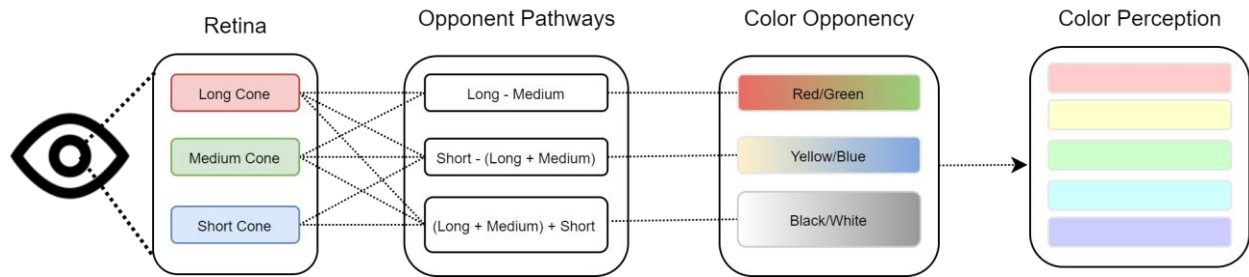 Retina
Opponent Pathways
Color Opponency
Color Perception
Long Cone
Medium Cone
Short Cone
Long - Medium
Short - (Long + Medium)
(Long + Medium) + Short
Red/Green
Yellow/Blue
Black/White